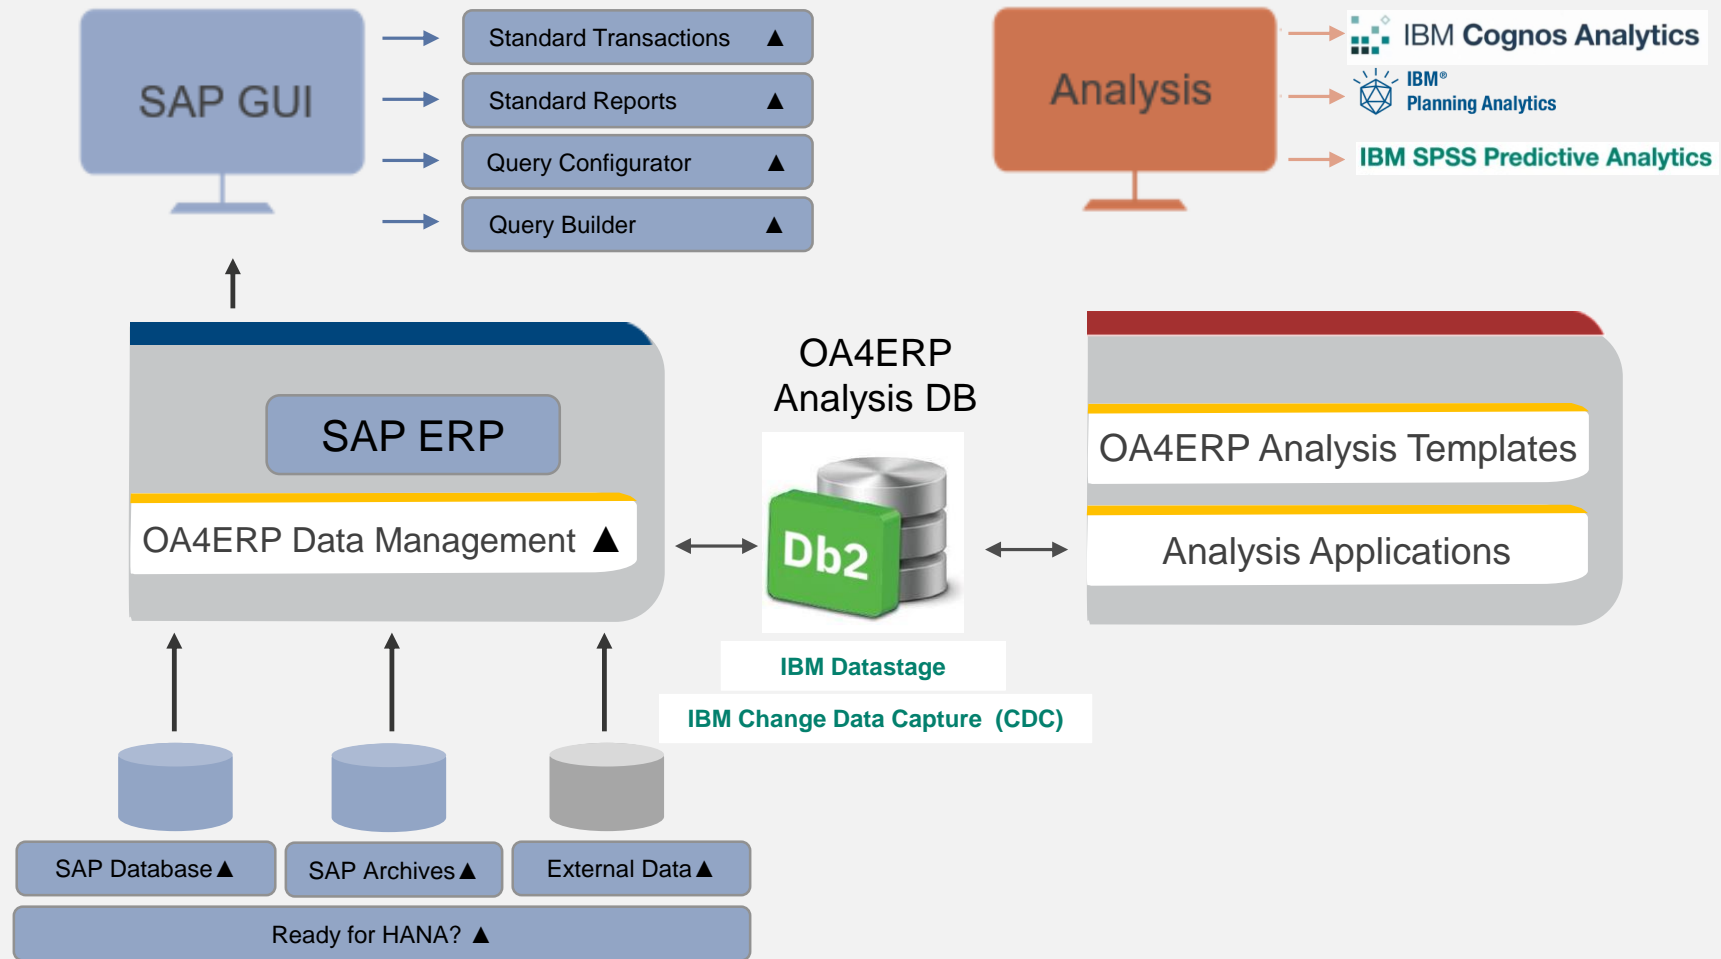 SAP GUI
Standard Transactions ▲
Standard Reports ▲
Query Configurator ▲
Query Builder ▲
Analysis
IBM Cognos Analytics
IBM®
Planning Analytics
IBM SPSS Predictive Analytics
SAP ERP
OA4ERP Data Management ▲
OA4ERP
Analysis DB
Db2
IBM Datastage
IBM Change Data Capture (CDC)
OA4ERP Analysis Templates
Analysis Applications
SAP Database▲
SAP Archives▲
External Data▲
Ready for HANA? ▲